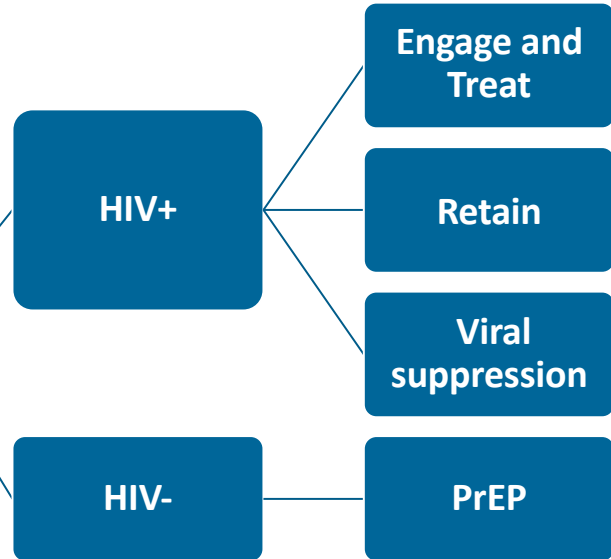 Engage and
Treat
HIV+
Retain
Viral
suppression
HIV-
PrEP